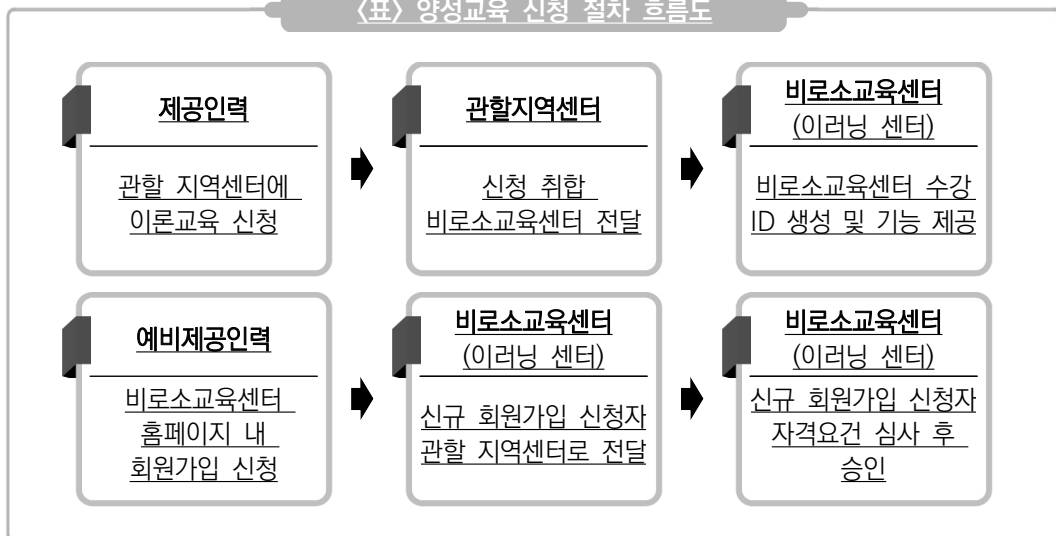 〈표〉 양성교육 신청 절차 흐름도
제공인력
관할 지역센터에
이론교육 신청
관할지역센터
신청 취합
비로소교육센터 전달
비로소교육센터
(이러닝 센터)
비로소교육센터 수강
ID 생성 및 기능 제공
예비제공인력
비로소교육센터
홈페이지 내
회원가입 신청
비로소교육센터
(이러닝 센터)
신규 회원가입 신청자
관할 지역센터로 전달
비로소교육센터
(이러닝 센터)
신규 회원가입 신청자
자격요건 심사 후
승인